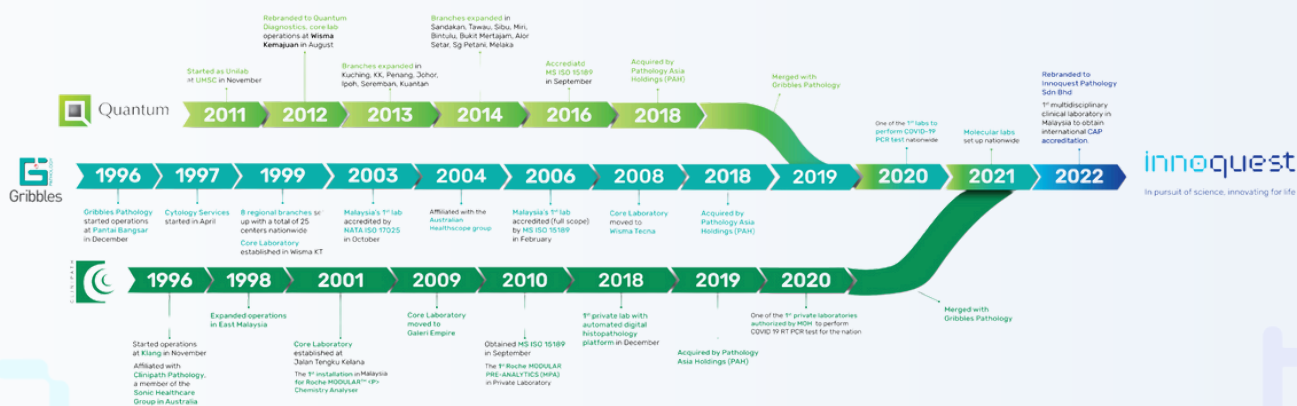 Rebranded to Quantum
Diagnostics, core lab
operations at Wisma
Kemajuan in August
Branches expanded in
Sandakan, Tawau, Sibu, Miri,
Bintulu, Bukit Mertajam, Alor
Setar, Sg Petani, Melaka
Started as Unilab
at UMSC in November
Branches expanded in
Kuching, KK, Penang, Johor,
Ipoh, Seremban, Kuantan
Accrediatd
MS ISO 15189
in September
Acquired by
Pathology Asia
Holdings (PAH)
Merged with
Gribbles Pathology
Rebranded to
Innoquest Pathology
Sdn Bhd
1st multidisciplinary
clinical laboratory in
Malaysia to obtain
international CAP
accreditation.
Quantum
2011
2012
2013
2014
2016
2018
One of the 1st labs to
perform COVID-19
PCR test nationwide
Molecular labs
set up nationwide
Gribbles
1996
1997
1999
2003
2004
2006
2008
2018
2019
2020
2021
2022
innoquest
In pursuit of science, innovating for life
Gribbles Pathology
started operations
at Pantai Bangsar
in December
Cytology Services
started in April
8 regional branches se
up with a total of 25
centers nationwide
Core Laboratory
established in Wisma KT
Malaysia's 1st lab
accredited by
NATA ISO 17025
in October
Affiliated with the
Australian
Healthscope group
Malaysia's 1st lab
accredited (full scope)
by MS ISO 15189
in February
Core Laboratory
moved to
Wisma Tecna
Acquired by
Pathology Asia
Holdings (PAH)
CLINIPATH
1996
1998
2001
2009
2010
2018
2019
2020
Merged with
Gribbles Pathology
Started operations
at Klang in November
Affiliated with
Clinipath Pathology,
a member of the
Sonic Healthcare
Group in Australia
Expanded operations
in East Malaysia
Core Laboratory
established at
Jalan Tengku Kelana
The 1st installation in Malaysia
for Roche MODULAR™ <P>
Chemistry Analyser
Core Laboratory
moved to
Galeri Empire
Obtained MS ISO 15189
in September
The 1st Roche MODULAR
PRE-ANALYTICS (MPA)
in Private Laboratory
1st private lab with
automated digital
histopathology
platform in December
Acquired by Pathology
Asia Holdings (PAH)
One of the 1st private laboratories
authorized by MOH to perform
COVID 19 RT PCR test for the nation